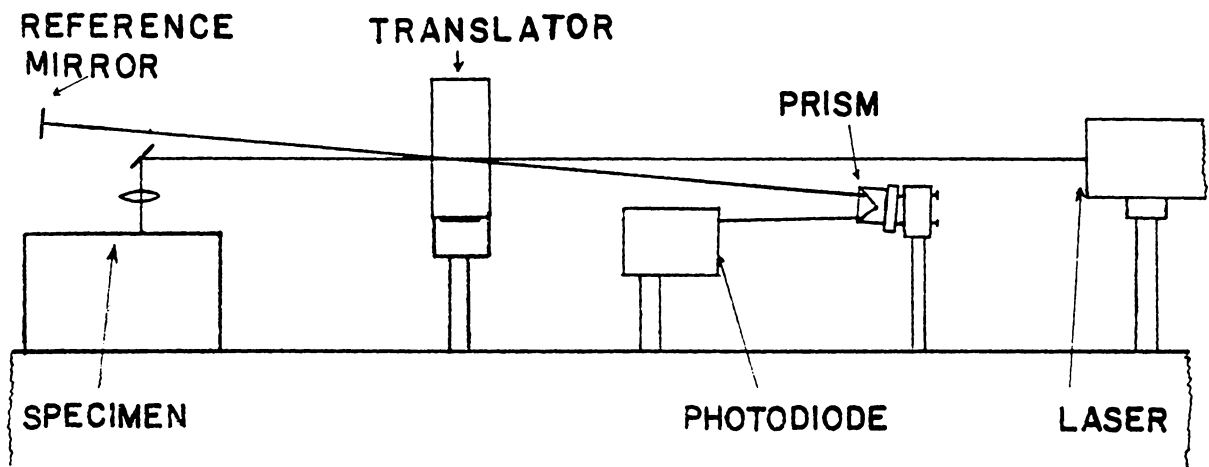 REFERENCE
MIRROR
TRANSLATOR
PRISM
SPECIMEN
PHOTODIODE
LASER